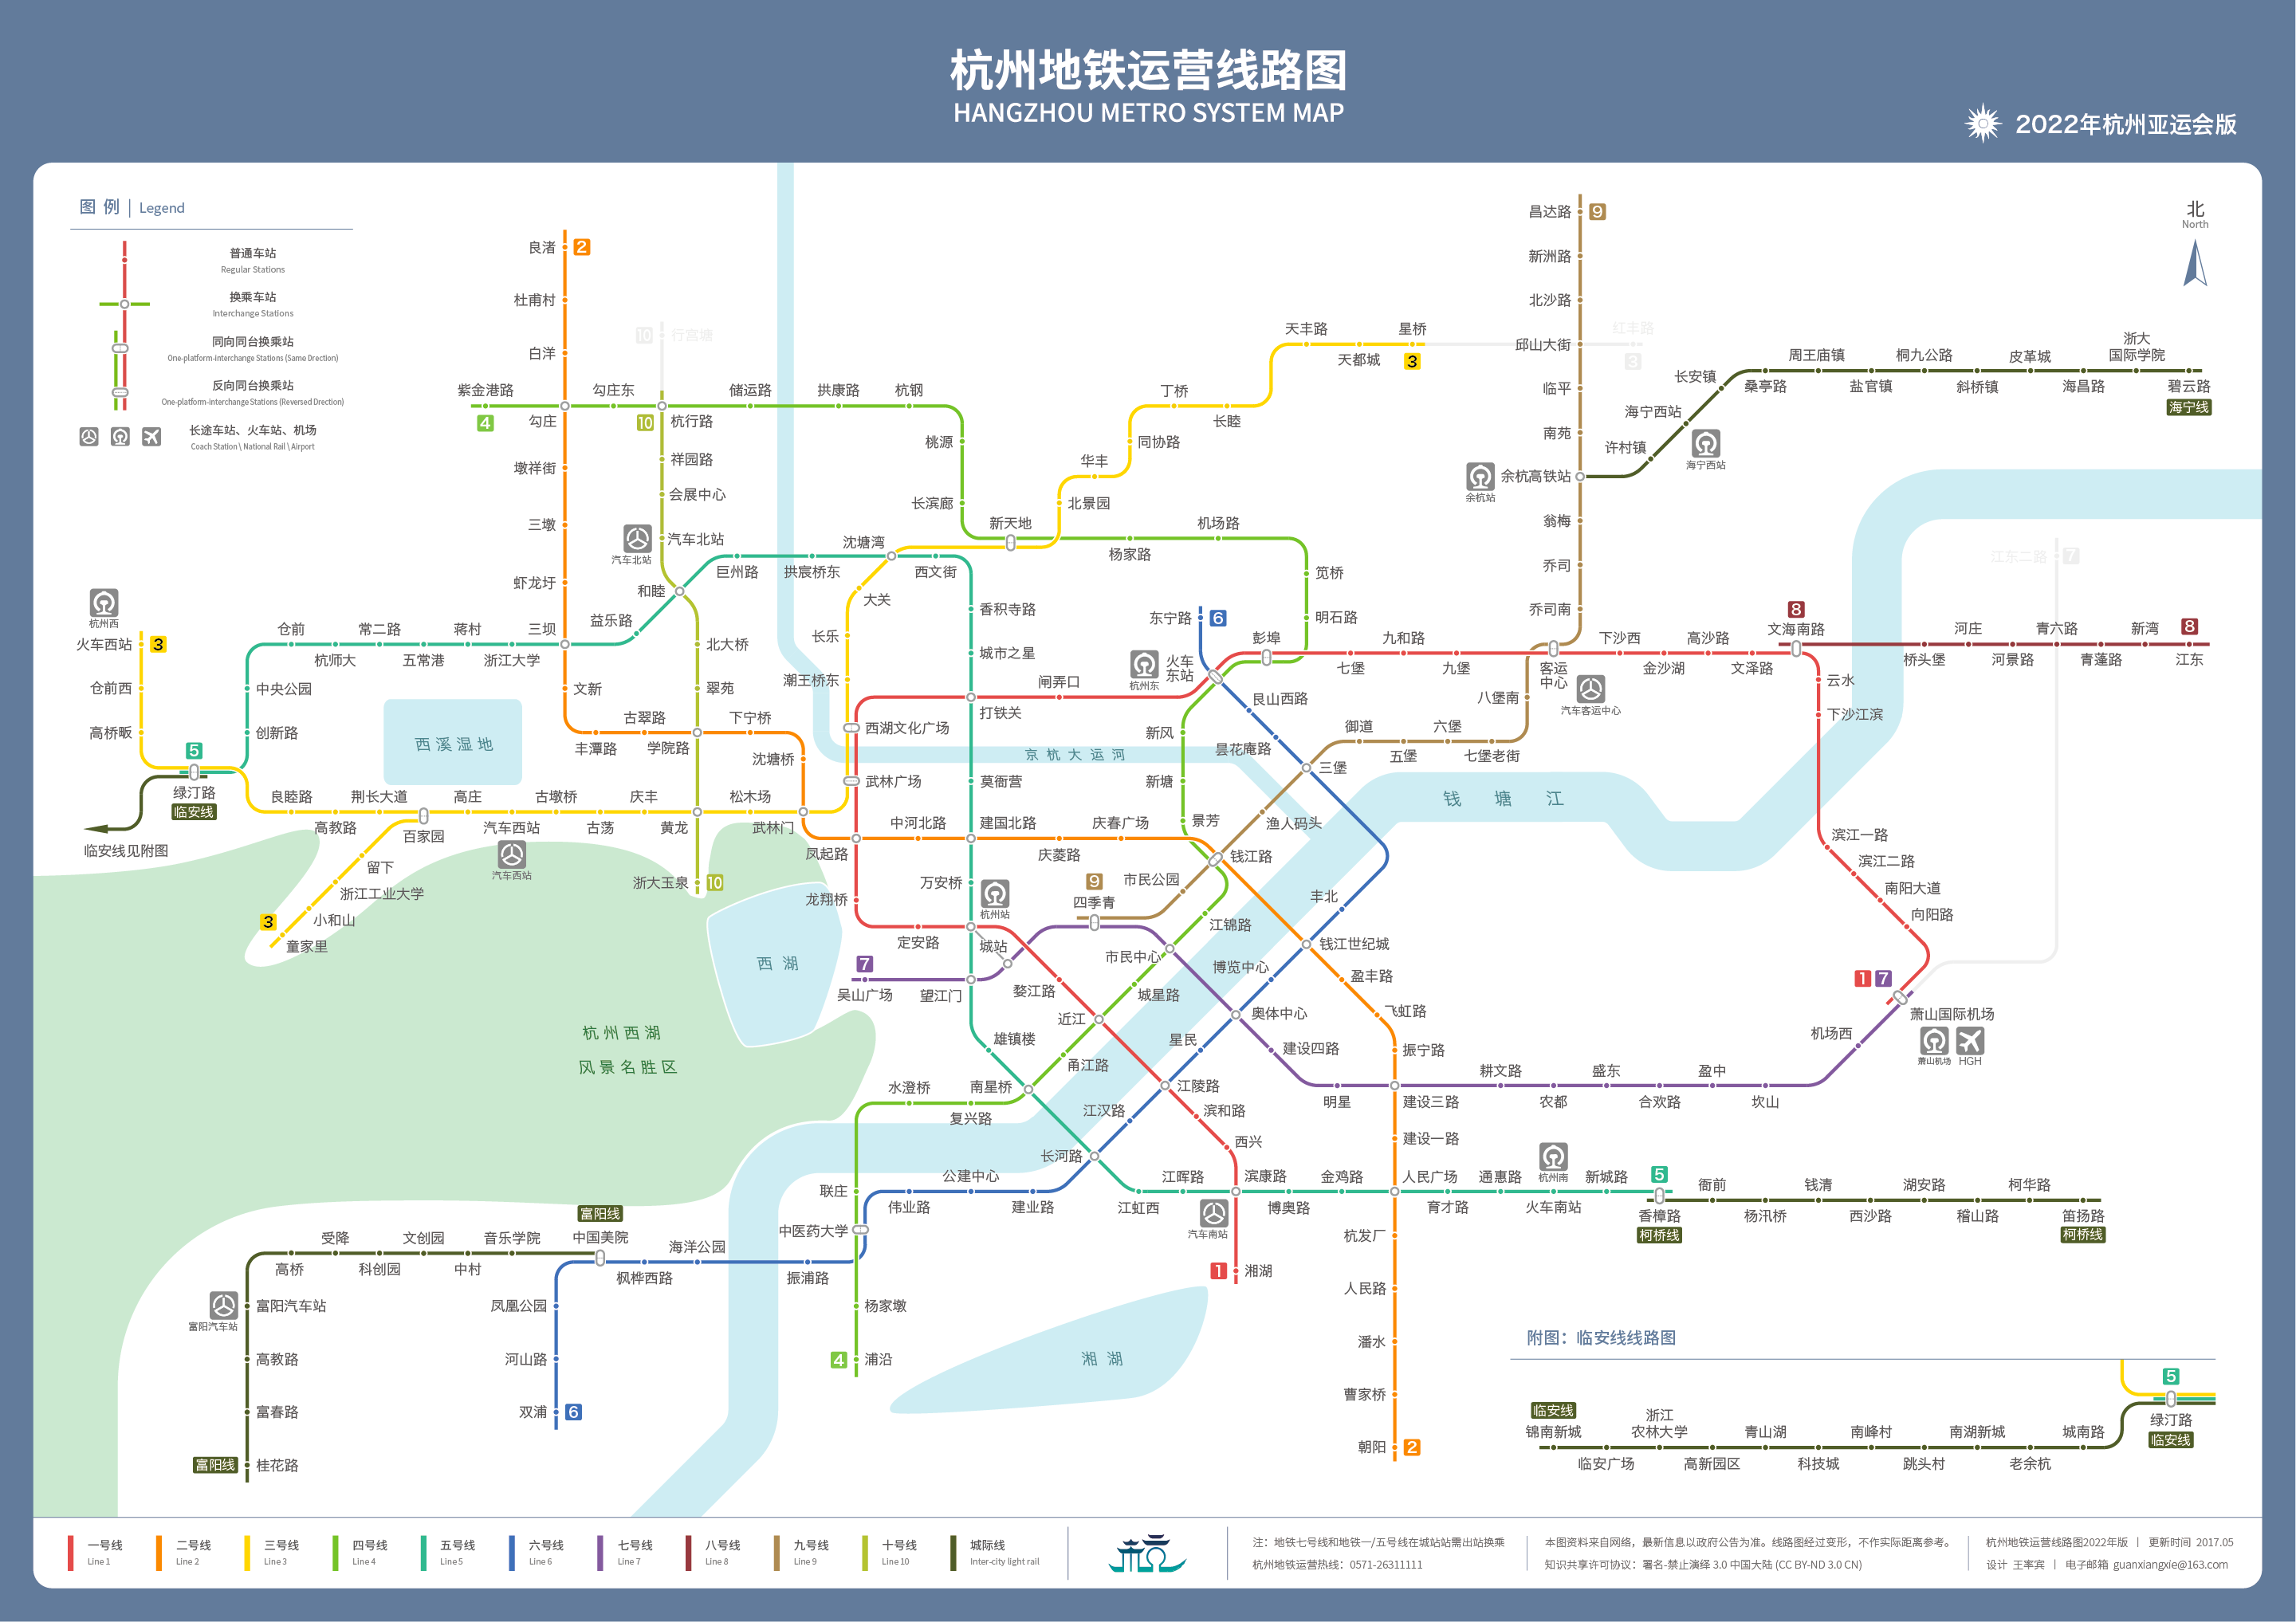 杭州地铁运营线路图
HANGZHOU METRO SYSTEM MAP
2022年杭州亚运会版
图 例 | Legend
普通车站
Regular Stations
换乘车站
Interchange Stations
同向同台换乘站
One-platform-interchange Stations (Same Direction)
反向同台换乘站
One-platform-interchange Stations (Reversed Direction)
长途车站、火车站、机场
Coach Station \ National Rail \ Airport
北
North
良渚
2
杜甫村
白洋
10
行宫塘
紫金港路
4
勾庄
勾庄东
10
杭行路
储运路
拱康路
杭钢
墩祥街
三墩
虾龙圩
祥园路
会展中心
汽车北站
汽车北站
和睦
益乐路
巨州路
拱宸桥东
沈塘湾
西文街
桃源
长滨廊
新天地
北景园
华丰
同协路
丁桥
长睦
天丰路
天都城
星桥
3
红丰路
3
杨家路
机场路
笕桥
明石路
昌达路
9
新洲路
北沙路
邱山大街
临平
南苑
余杭高铁站
余杭站
翁梅
乔司
乔司南
许村镇
海宁西站
海宁西站
长安镇
桑亭路
周王庙镇
盐官镇
桐九公路
斜桥镇
皮革城
海昌路
浙大
国际学院
碧云路
海宁线
江东二路
7
杭州西
火车西站
3
仓前西
高桥畈
5
绿汀路
临安线
临安线见附图
仓前
杭师大
常二路
五常港
蒋村
浙江大学
三坝
中央公园
创新路
西溪湿地
文新
丰潭路
古翠路
学院路
下宁桥
沈塘桥
北大桥
翠苑
大关
长乐
潮王桥东
西湖文化广场
武林广场
良睦路
高教路
荆长大道
百家园
高庄
汽车西站
汽车西站
古墩桥
古荡
庆丰
黄龙
松木场
武林门
留下
浙江工业大学
小和山
3
童家里
浙大玉泉
10
香积寺路
城市之星
打铁关
闸弄口
莫衙营
京杭大运河
东宁路
6
杭州东
火车
东站
彭埠
七堡
九和路
九堡
客运
中心
汽车客运中心
下沙西
金沙湖
高沙路
文泽路
8
文海南路
桥头堡
河庄
河景路
青六路
青蓬路
新湾
8
江东
云水
下沙江滨
艮山西路
昙花庵路
三堡
御道
五堡
六堡
七堡老街
八堡南
新风
新塘
景芳
渔人码头
钱塘江
凤起路
中河北路
建国北路
庆菱路
庆春广场
钱江路
市民公园
9
四季青
万安桥
杭州站
城站
龙翔桥
定安路
西湖
7
吴山广场
望江门
婺江路
近江
市民中心
城星路
江锦路
甬江路
雄镇楼
南星桥
水澄桥
复兴路
丰北
钱江世纪城
博览中心
盈丰路
飞虹路
奥体中心
星民
建设四路
振宁路
明星
建设三路
耕文路
农都
盛东
合欢路
盈中
坎山
机场西
1 7
萧山国际机场
萧山机场
HGH
滨江一路
滨江二路
南阳大道
向阳路
杭州西湖
风景名胜区
江陵路
江汉路
滨和路
西兴
长河路
建设一路
联庄
伟业路
公建中心
建业路
江虹西
江晖路
滨康路
汽车南站
博奥路
金鸡路
人民广场
育才路
通惠路
杭州南
火车南站
新城路
5
香樟路
柯桥线
衙前
杨汛桥
钱清
西沙路
湖安路
稽山路
柯华路
笛扬路
柯桥线
1
湘湖
富阳线
中国美院
枫桦西路
海洋公园
振浦路
中医药大学
杨家墩
4
浦沿
湘湖
受降
高桥
科创园
文创园
中村
音乐学院
富阳汽车站
富阳汽车站
高教路
富春路
富阳线
桂花路
凤凰公园
河山路
双浦
6
杭发厂
人民路
潘水
曹家桥
朝阳
2
附图：临安线线路图
临安线
锦南新城
临安广场
浙江
农林大学
高新园区
青山湖
科技城
南峰村
跳头村
南湖新城
老余杭
城南路
5
绿汀路
临安线
一号线
Line 1
二号线
Line 2
三号线
Line 3
四号线
Line 4
五号线
Line 5
六号线
Line 6
七号线
Line 7
八号线
Line 8
九号线
Line 9
十号线
Line 10
城际线
Inter-city light rail
注：地铁七号线和地铁一/五号线在城站站需出站换乘
杭州地铁运营热线：0571-26311111
本图资料来自网络，最新信息以政府公告为准。线路图经过变形，不作实际距离参考。
知识共享许可协议：署名-禁止演绎 3.0 中国大陆 (CC BY-ND 3.0 CN)
杭州地铁运营线路图2022年版 | 更新时间 2017.05
设计 王率宾 | 电子邮箱 guanxiangxie@163.com